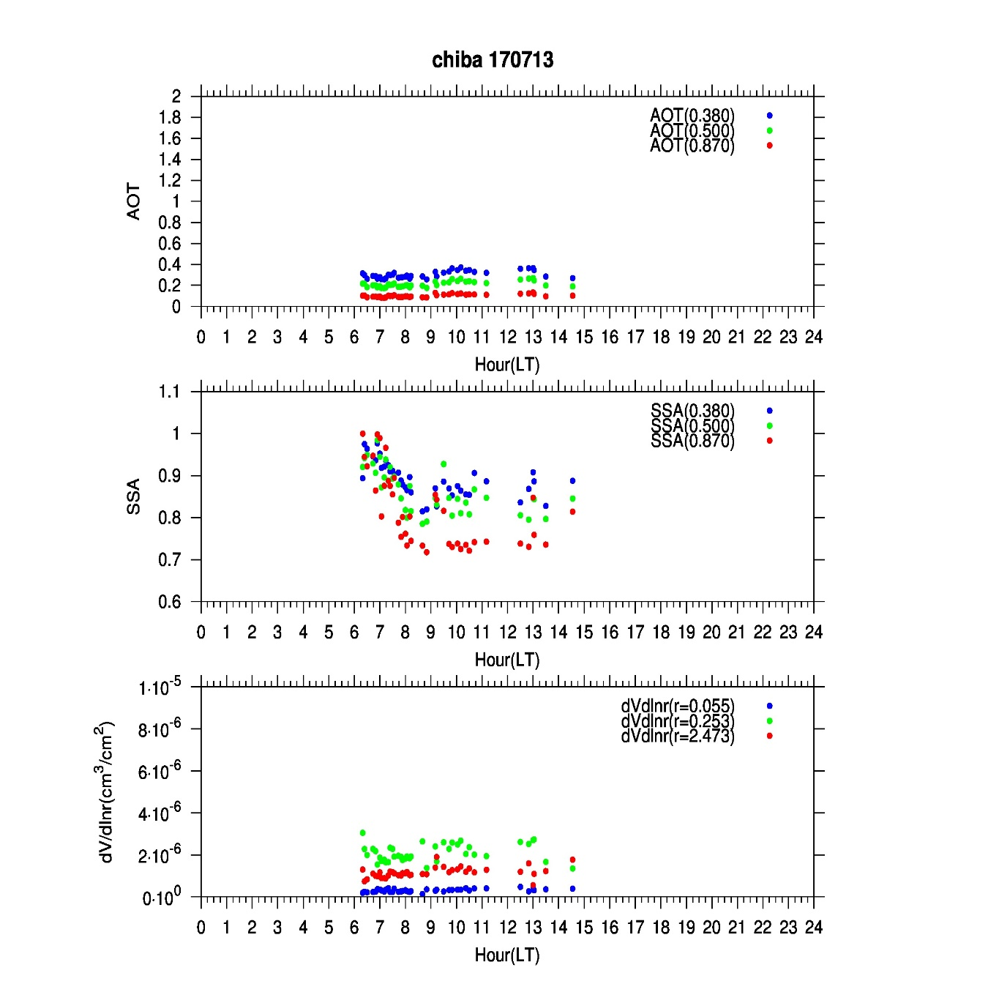 chiba 170713
2
1.8
1.6
1.4
1.2
1
0.8
0.6
0.4
0.2
0
AOT
AOT(0.380)
AOT(0.500)
AOT(0.870)
0 1 2 3 4 5 6 7 8 9 10 11 12 13 14 15 16 17 18 19 20 21 22 23 24
Hour(LT)
1.1
1
0.9
0.8
0.7
0.6
SSA
SSA(0.380)
SSA(0.500)
SSA(0.870)
0 1 2 3 4 5 6 7 8 9 10 11 12 13 14 15 16 17 18 19 20 21 22 23 24
Hour(LT)
1·10⁻⁵
8·10⁻⁶
6·10⁻⁶
4·10⁻⁶
2·10⁻⁶
0·10⁰
dV/dlnr(cm³/cm²)
dVdlnr(r=0.055)
dVdlnr(r=0.253)
dVdlnr(r=2.473)
0 1 2 3 4 5 6 7 8 9 10 11 12 13 14 15 16 17 18 19 20 21 22 23 24
Hour(LT)